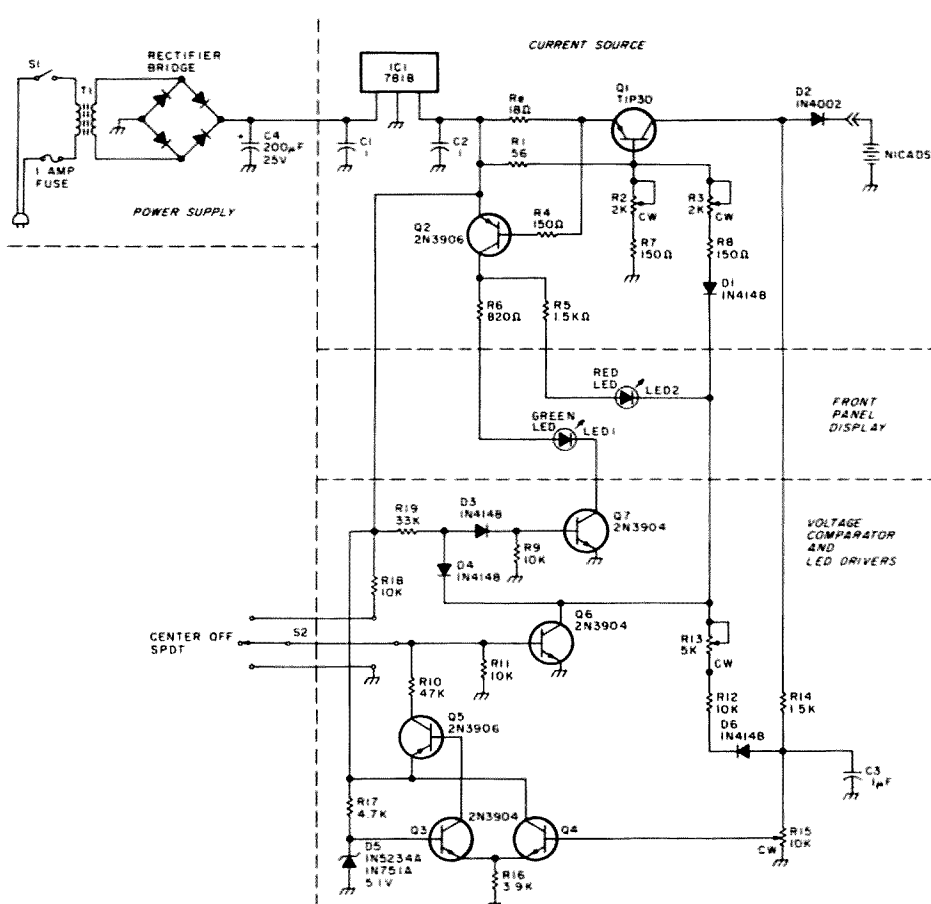 CURRENT SOURCE
S1
RECTIFIER
BRIDGE
T1
1 AMP
FUSE
C4
200µF
25V
+
POWER SUPPLY
IC1
7818
C1
1
C2
1
Re
18Ω
R1
56
Q1
TIP30
D2
1N4002
NICADS
R2
2K
CW
R3
2K
CW
Q2
2N3906
R4
150Ω
R7
150Ω
R8
150Ω
D1
1N4148
R6
820Ω
R5
1.5KΩ
RED
LED
LED2
GREEN
LED
LED1
FRONT
PANEL
DISPLAY
R19
33K
D3
1N4148
Q7
2N3904
VOLTAGE
COMPARATOR
AND
LED DRIVERS
R9
10K
D4
1N4148
R18
10K
CENTER OFF
SPDT
S2
Q6
2N3904
R13
5K
CW
R11
10K
R10
47K
R12
10K
R14
1.5K
Q5
2N3906
D6
1N4148
C3
1µF
R17
4.7K
Q3
2N3904
Q4
R15
10K
CW
D5
1N5234A
1N751A
5.1V
R16
3.9K